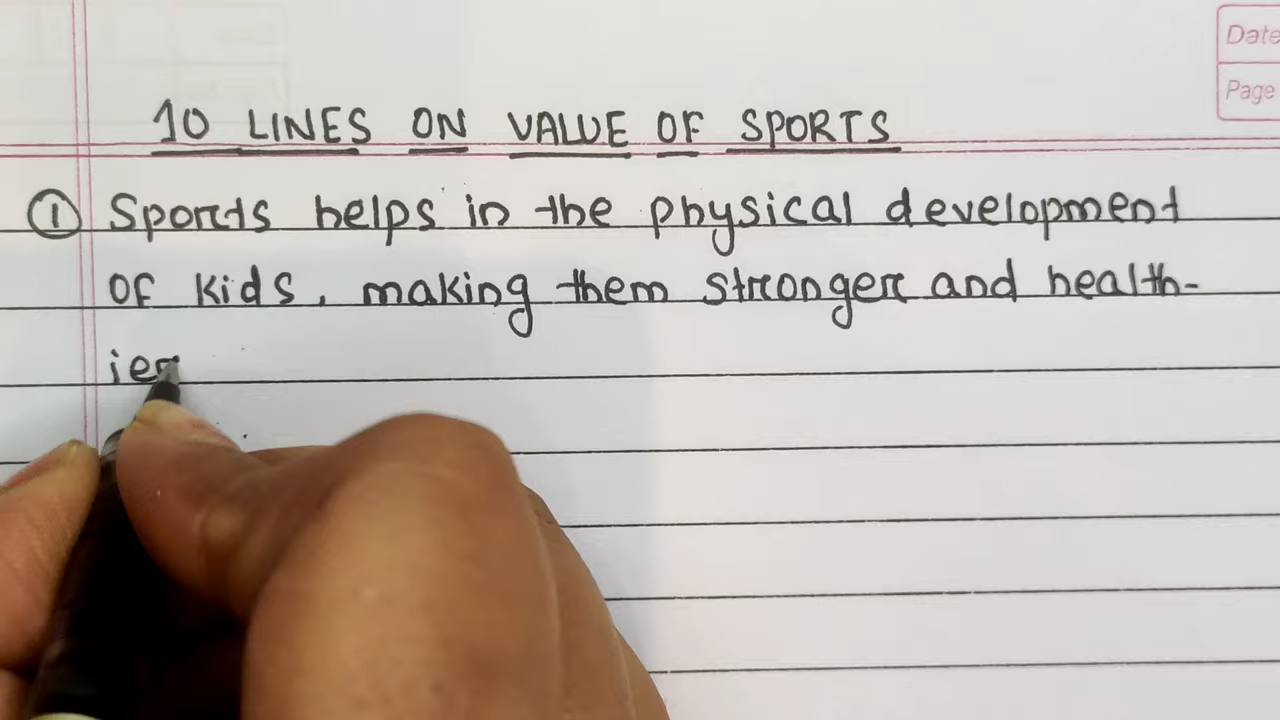 Date
Page
10 LINES ON VALUE OF SPORTS
① Sports helps in the physical development
of kids, making them stronger and health-
ier